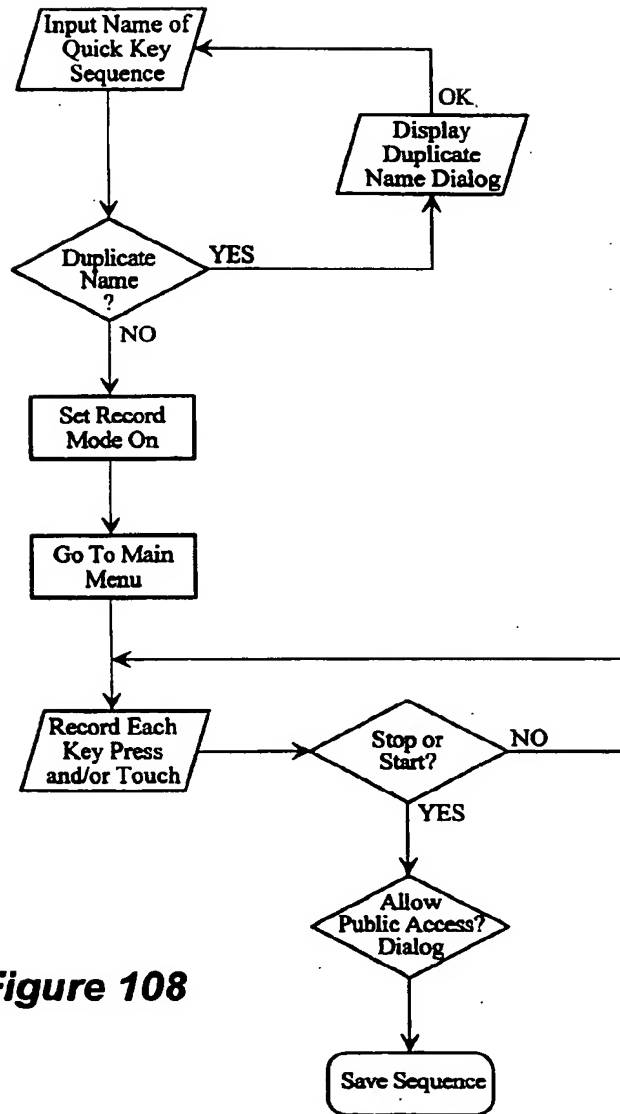 Input Name of
Quick Key
Sequence
OK
Display
Duplicate
Name Dialog
Duplicate
Name
?
YES
NO
Set Record
Mode On
Go To Main
Menu
Record Each
Key Press
and/or Touch
Stop or
Start?
NO
YES
Allow
Public Access?
Dialog
Figure 108
Save Sequence